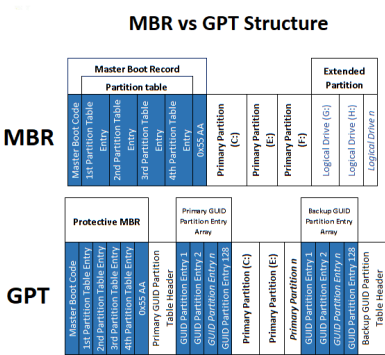 MBR vs GPT Structure
Master Boot Record
Partition table
Extended
Partition
MBR
Master Boot Code
1st Partition Table
Entry
2nd Partition Table
Entry
3rd Partition Table
Entry
4th Partition Table
Entry
0x55 AA
Primary Partition
(C:)
Primary Partition
(E:)
Primary Partition
(F:)
Logical Drive (G:)
Logical Drive (H:)
Logical Drive n
Protective MBR
Primary GUID
Partition Entry
Array
Backup GUID
Partition Entry
Array
GPT
Master Boot Code
1st Partition Table Entry
2nd Partition Table Entry
3rd Partition Table Entry
4th Partition Table Entry
0x55 AA
Primary GUID Partition
Table Header
GUID Partition Entry 1
GUID Partition Entry 2
GUID Partition Entry n
GUID Partition Entry 128
Primary Partition (C:)
Primary Partition (E:)
Primary Partition n
GUID Partition Entry 1
GUID Partition Entry 2
GUID Partition Entry n
GUID Partition Entry 128
Backup GUID Partition
Table Header